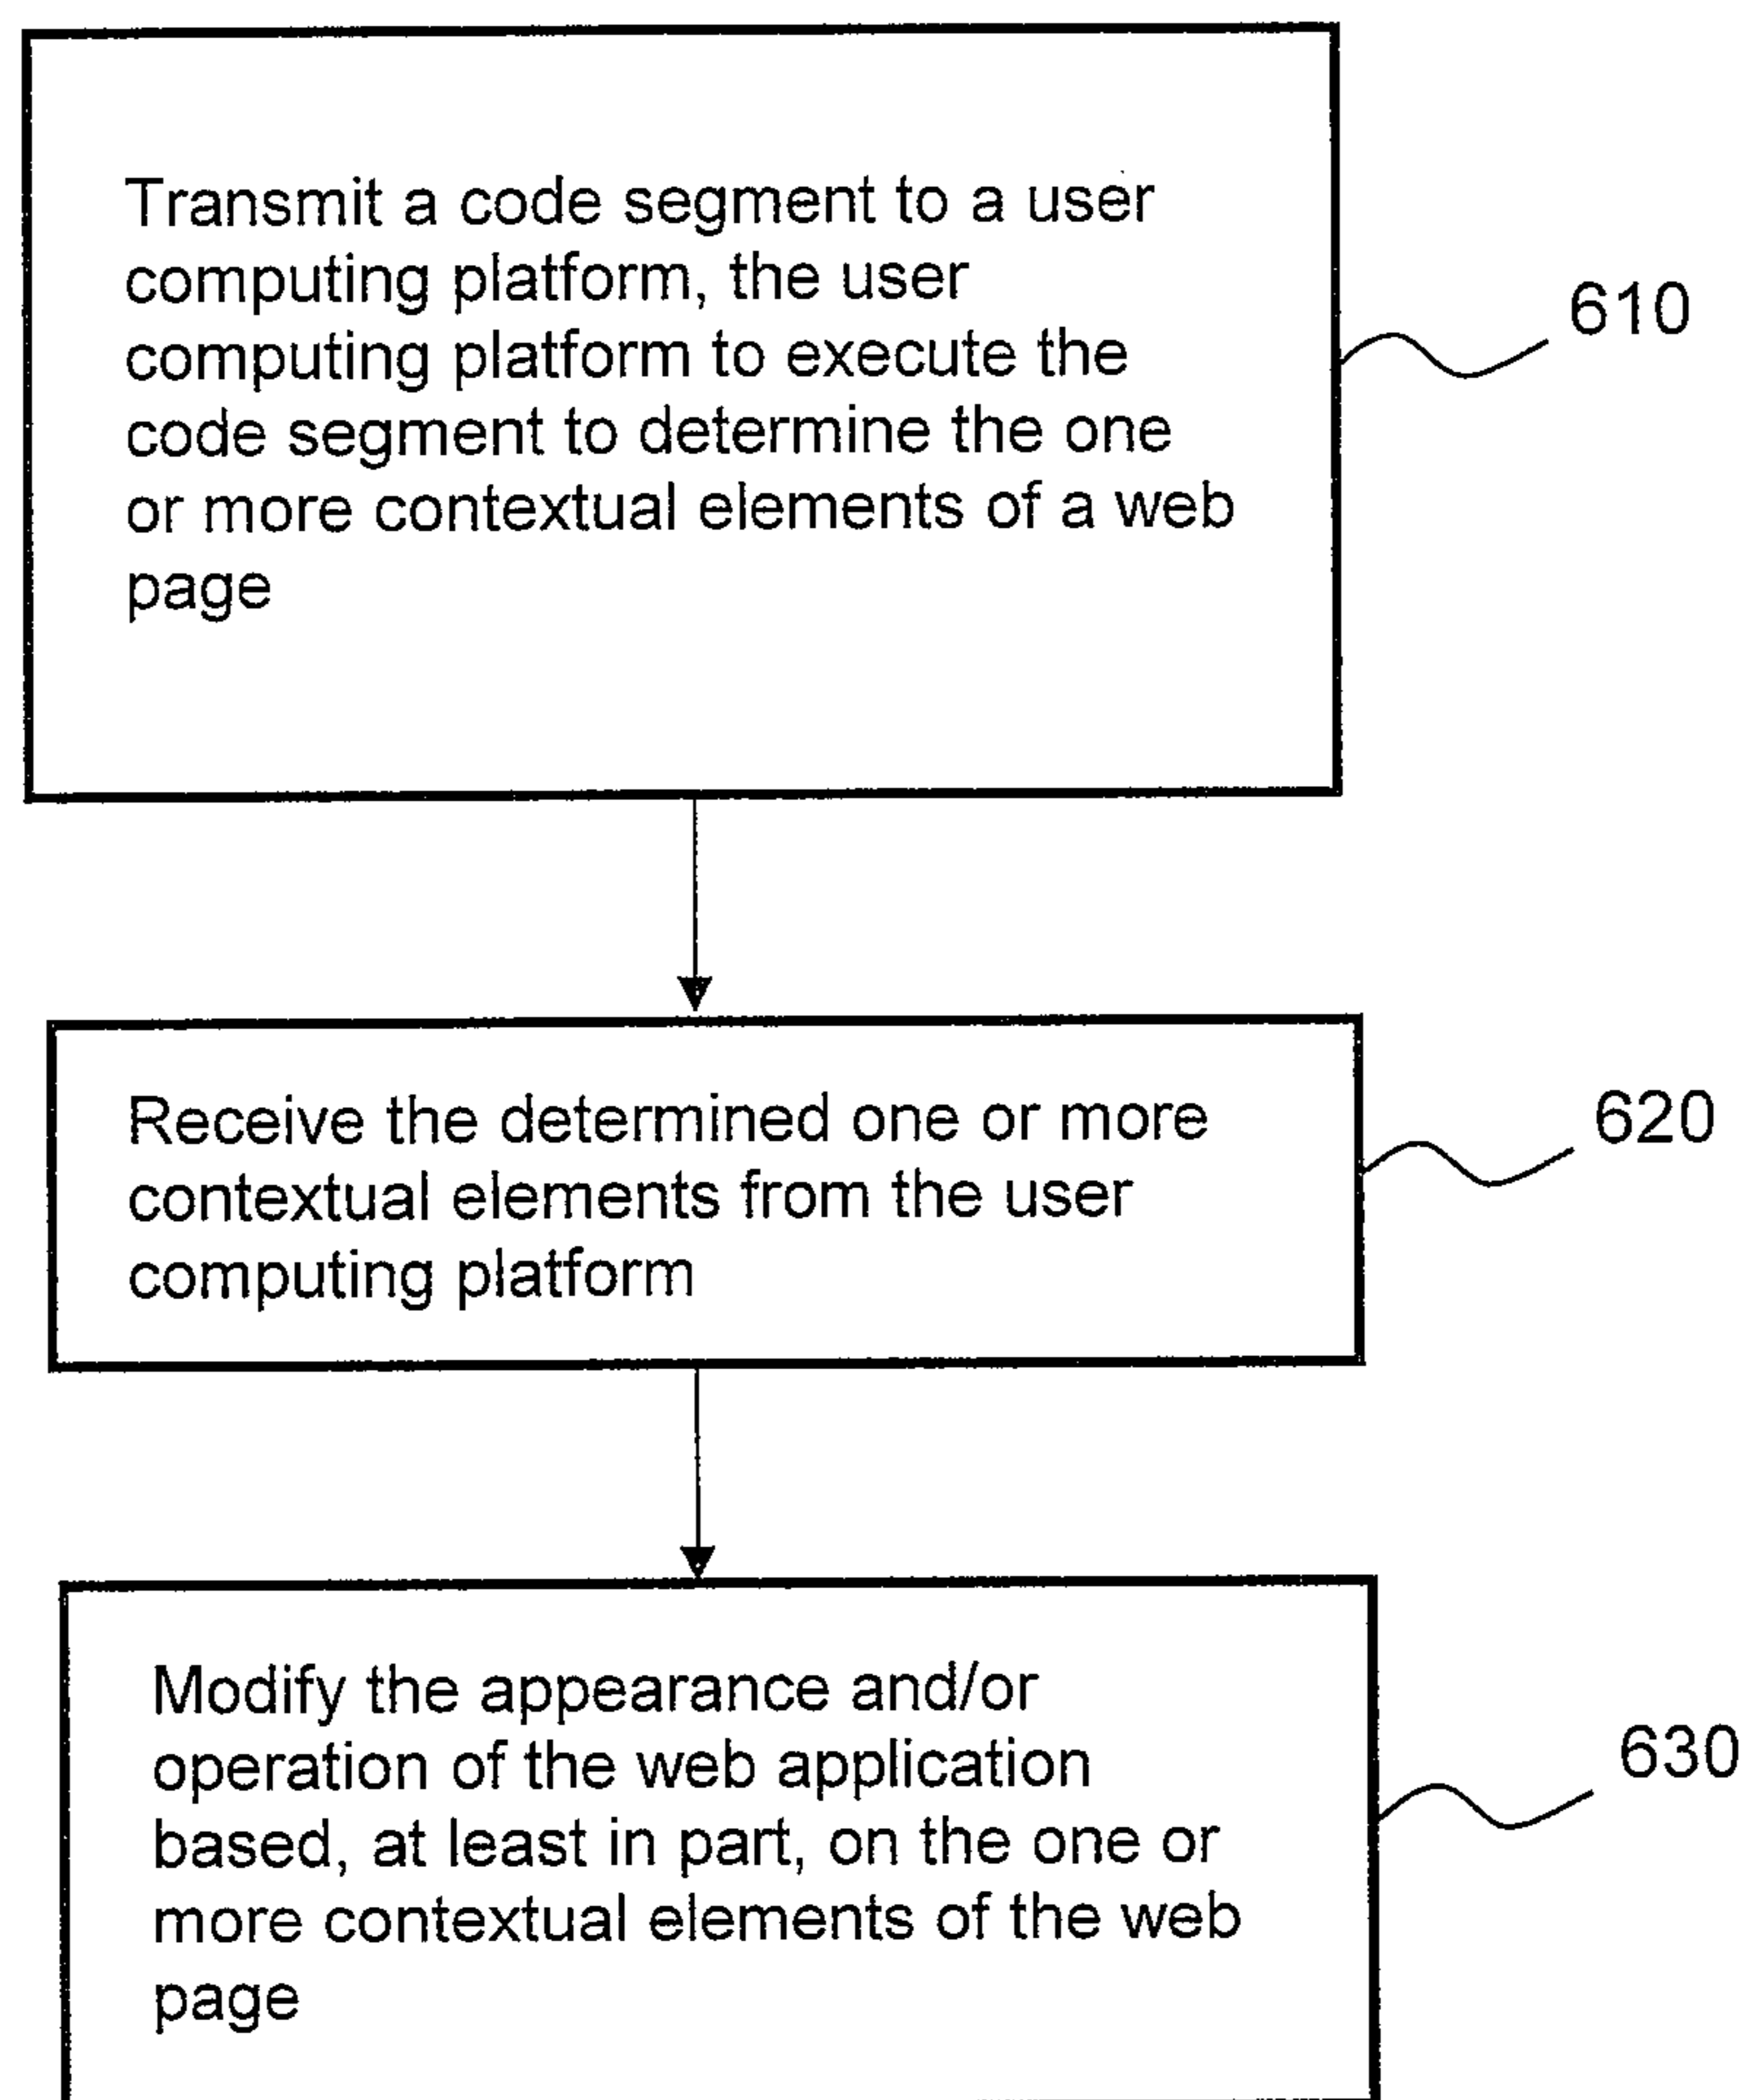 Transmit a code segment to a user
computing platform, the user
computing platform to execute the
code segment to determine the one
or more contextual elements of a web
page
610
Receive the determined one or more
contextual elements from the user
computing platform
620
Modify the appearance and/or
operation of the web application
based, at least in part, on the one or
more contextual elements of the web
page
630